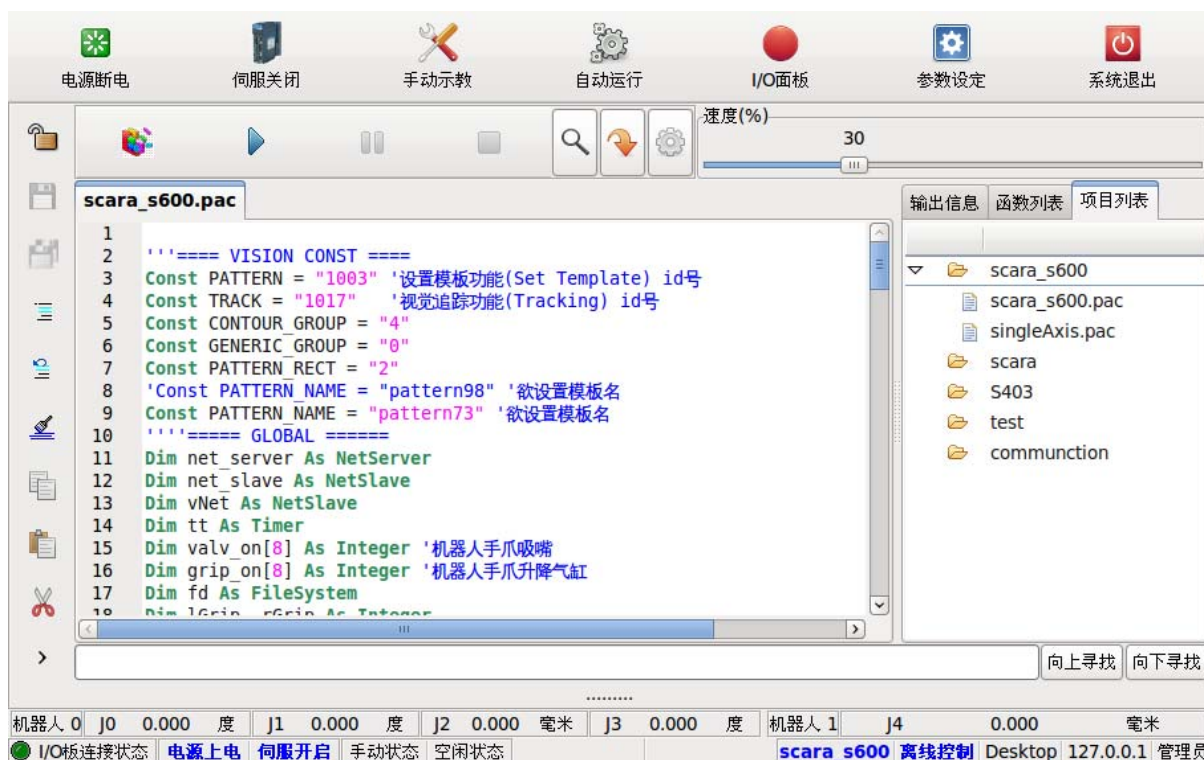 电源断电 伺服关闭 手动示教 自动运行 I/O面板 参数设定 系统退出
速度(%)
30
scara_s600.pac
输出信息 函数列表 项目列表
1
2 '''==== VISION CONST ====
3 Const PATTERN = "1003" '设置模板功能(Set Template) id号
4 Const TRACK = "1017" '视觉追踪功能(Tracking) id号
5 Const CONTOUR_GROUP = "4"
6 Const GENERIC_GROUP = "0"
7 Const PATTERN_RECT = "2"
8 'Const PATTERN_NAME = "pattern98" '欲设置模板名
9 Const PATTERN_NAME = "pattern73" '欲设置模板名
10 ''''===== GLOBAL ======
11 Dim net_server As NetServer
12 Dim net_slave As NetSlave
13 Dim vNet As NetSlave
14 Dim tt As Timer
15 Dim valv_on[8] As Integer '机器人手爪吸嘴
16 Dim grip_on[8] As Integer '机器人手爪升降气缸
17 Dim fd As FileSystem
18 Dim lGrip, rGrip As Integer
scara_s600
scara_s600.pac
singleAxis.pac
scara
S403
test
communction
向上寻找 向下寻找
机器人 0 J0 0.000 度 J1 0.000 度 J2 0.000 毫米 J3 0.000 度 机器人 1 J4 0.000 毫米
I/O板连接状态 电源上电 伺服开启 手动状态 空闲状态 scara_s600 离线控制 Desktop 127.0.0.1 管理员